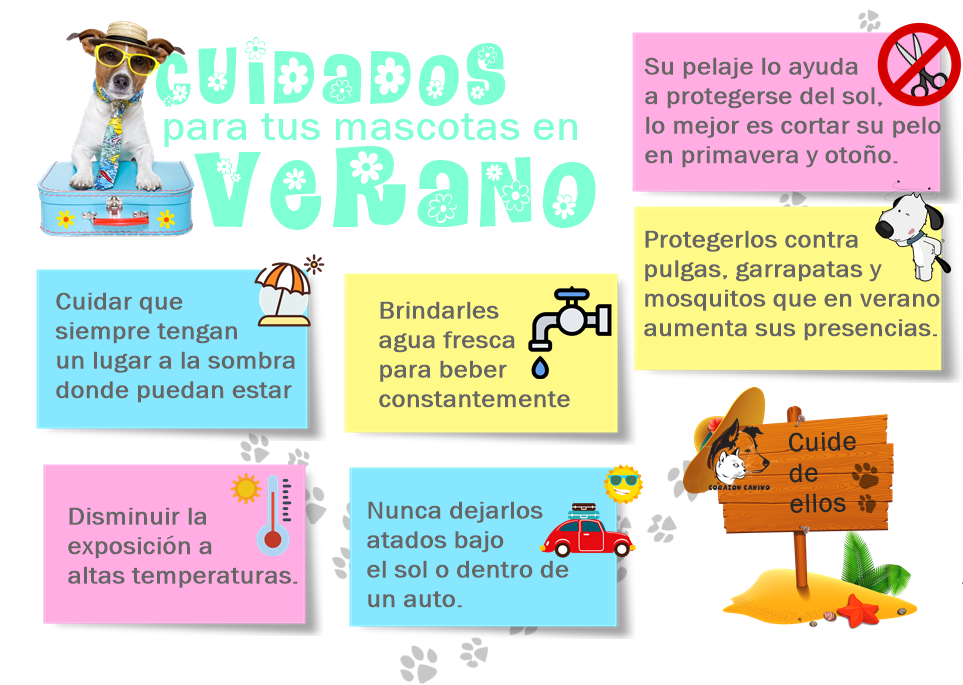 CUIDADOS
para tus mascotas en
VERANO
Su pelaje lo ayuda
a protegerse del sol,
lo mejor es cortar su pelo
en primavera y otoño.
Protegerlos contra
pulgas, garrapatas y
mosquitos que en verano
aumenta sus presencias.
Cuidar que
siempre tengan
un lugar a la sombra
donde puedan estar
Brindarles
agua fresca
para beber
constantemente
Disminuir la
exposición a
altas temperaturas.
Nunca dejarlos
atados bajo
el sol o dentro de
un auto.
Cuide
de
ellos
CORAZON CANINO